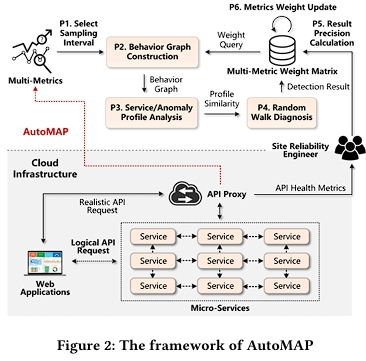 P1. Select
Sampling
Interval
P6. Metrics Weight Update
Weight
Query
P5. Result
Precision
Calculation
P2. Behavior Graph
Construction
Multi-Metrics
Multi-Metric Weight Matrix
Behavior
Graph
Detection Result
P3. Service/Anomaly
Profile Analysis
Profile
Similarity
P4. Random
Walk Diagnosis
AutoMAP
Site Reliability
Engineer
Cloud
Infrastructure
Realistic API
Request
API Proxy
API Health Metrics
Logical API
Request
Service
Service
Service
Service
Service
Service
Service
Service
Service
Web
Applications
Micro-Services
Figure 2: The framework of AutoMAP